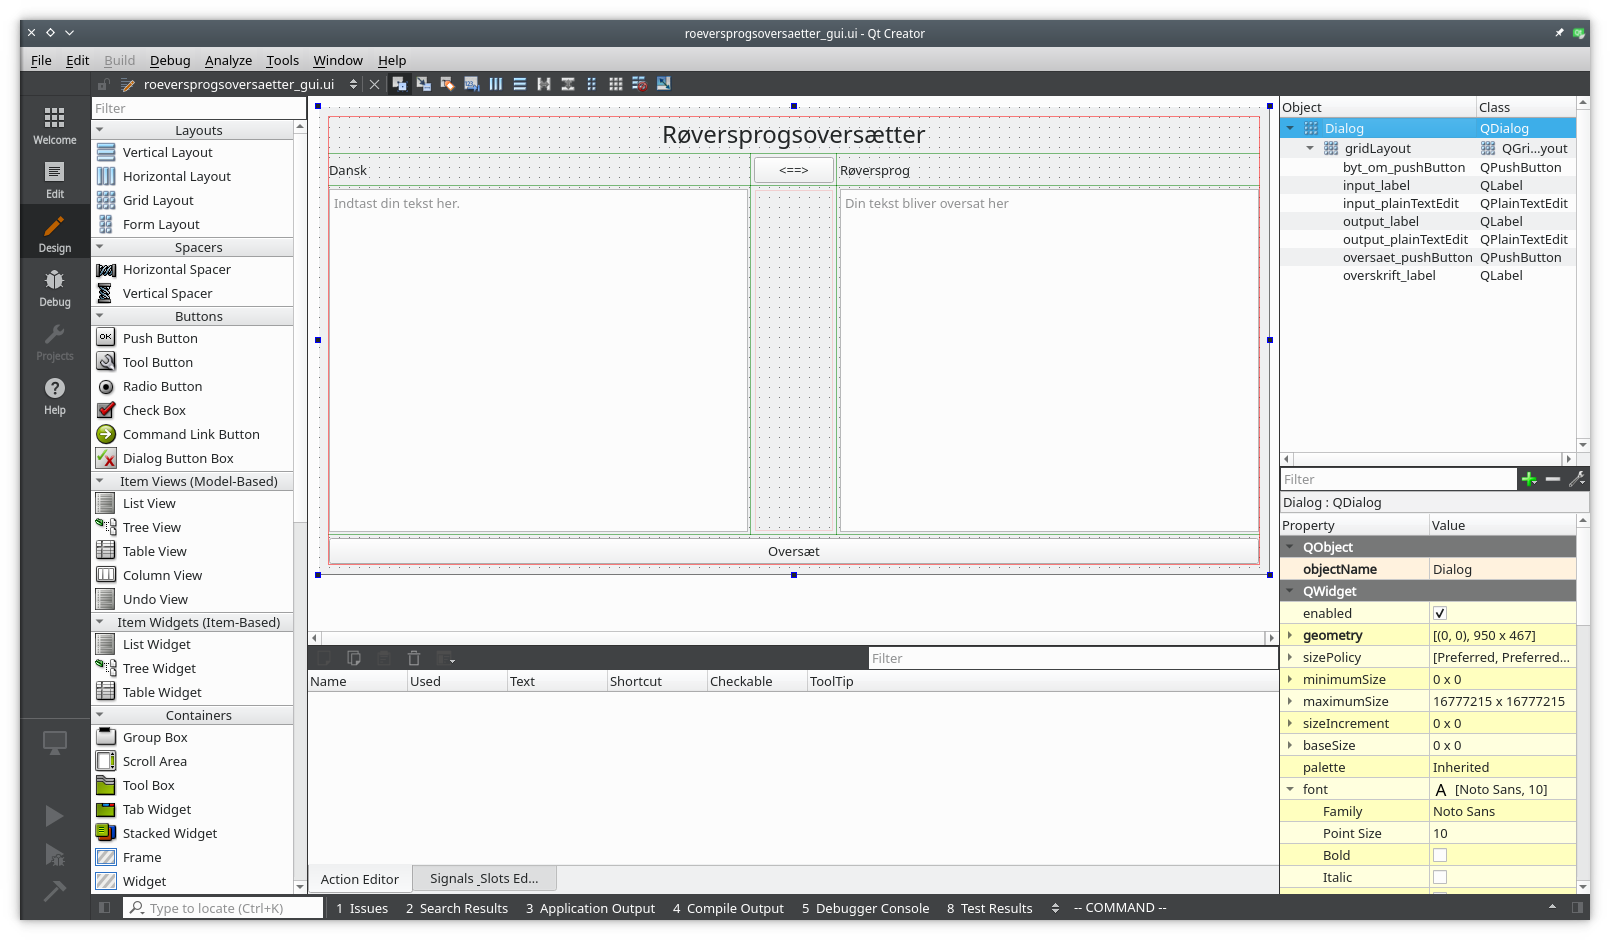 roeversprogsoversaetter_gui.ui - Qt Creator
File Edit Build Debug Analyze Tools Window Help
roeversprogsoversaetter_gui.ui
Welcome
Edit
Design
Debug
Projects
Help
Filter
Layouts
Vertical Layout
Horizontal Layout
Grid Layout
Form Layout
Spacers
Horizontal Spacer
Vertical Spacer
Buttons
OK Push Button
Tool Button
Radio Button
Check Box
Command Link Button
Dialog Button Box
Item Views (Model-Based)
List View
Tree View
Table View
Column View
Undo View
Item Widgets (Item-Based)
List Widget
Tree Widget
Table Widget
Containers
Group Box
Scroll Area
Tool Box
Tab Widget
Stacked Widget
Frame
Widget
Røversprogsoversætter
Dansk <==> Røversprog
Indtast din tekst her. Din tekst bliver oversat her
Oversæt
Filter
Name Used Text Shortcut Checkable ToolTip
Action Editor Signals _Slots Ed...
Object Class
Dialog QDialog
gridLayout QGri...yout
byt_om_pushButton QPushButton
input_label QLabel
input_plainTextEdit QPlainTextEdit
output_label QLabel
output_plainTextEdit QPlainTextEdit
oversaet_pushButton QPushButton
overskrift_label QLabel
Filter
Dialog : QDialog
Property Value
QObject
objectName Dialog
QWidget
enabled
geometry [(0, 0), 950 x 467]
sizePolicy [Preferred, Preferred...
minimumSize 0 x 0
maximumSize 16777215 x 16777215
sizeIncrement 0 x 0
baseSize 0 x 0
palette Inherited
font A [Noto Sans, 10]
Family Noto Sans
Point Size 10
Bold
Italic
Type to locate (Ctrl+K) 1 Issues 2 Search Results 3 Application Output 4 Compile Output 5 Debugger Console 8 Test Results -- COMMAND --